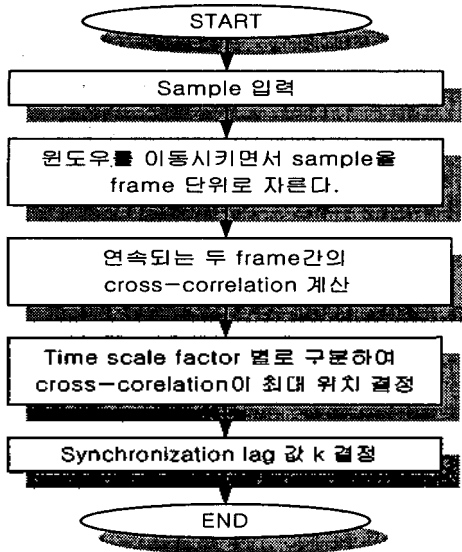 START
Sample 입력
윈도우를 이동시키면서 sample을
frame 단위로 자른다.
연속되는 두 frame간의
cross-correlation 계산
Time scale factor 별로 구분하여
cross-corelation이 최대 위치 결정
Synchronization lag 값 k 결정
END